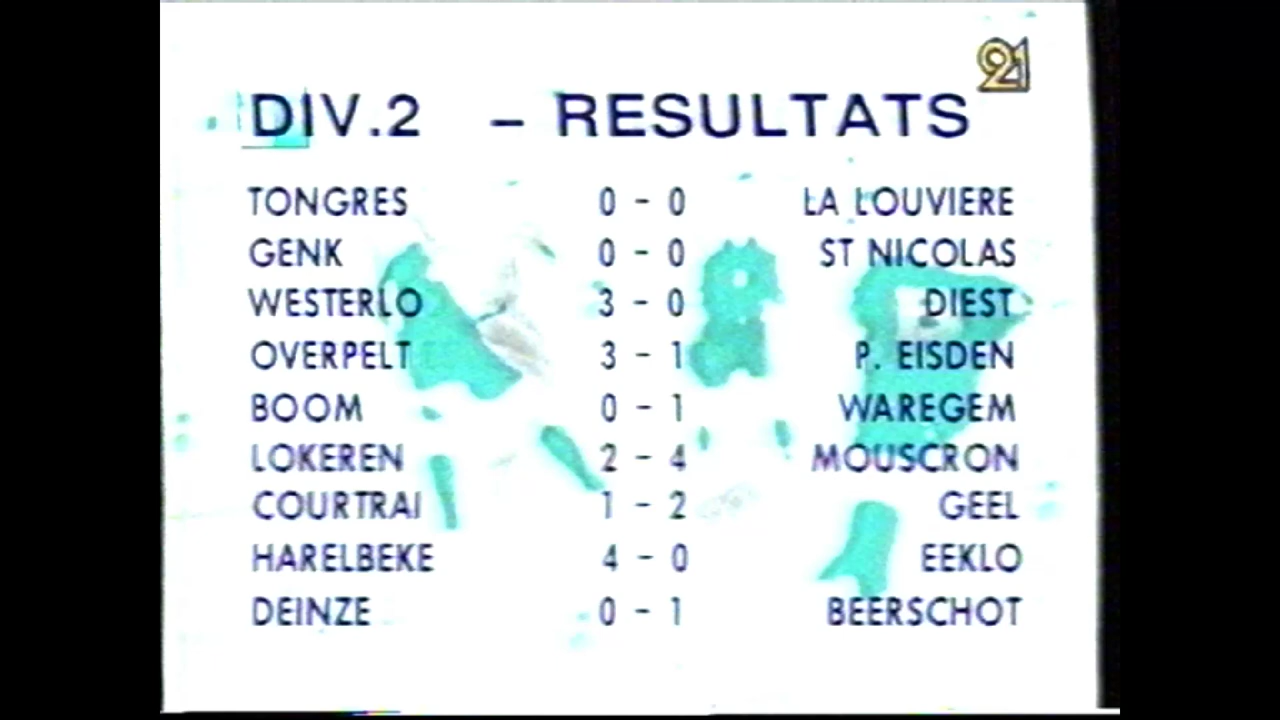 21
DIV.2 – RESULTATS
TONGRES 0 - 0 LA LOUVIERE
GENK 0 - 0 ST NICOLAS
WESTERLO 3 - 0 DIEST
OVERPELT 3 - 1 P. EISDEN
BOOM 0 - 1 WAREGEM
LOKEREN 2 - 4 MOUSCRON
COURTRAI 1 - 2 GEEL
HARELBEKE 4 - 0 EEKLO
DEINZE 0 - 1 BEERSCHOT